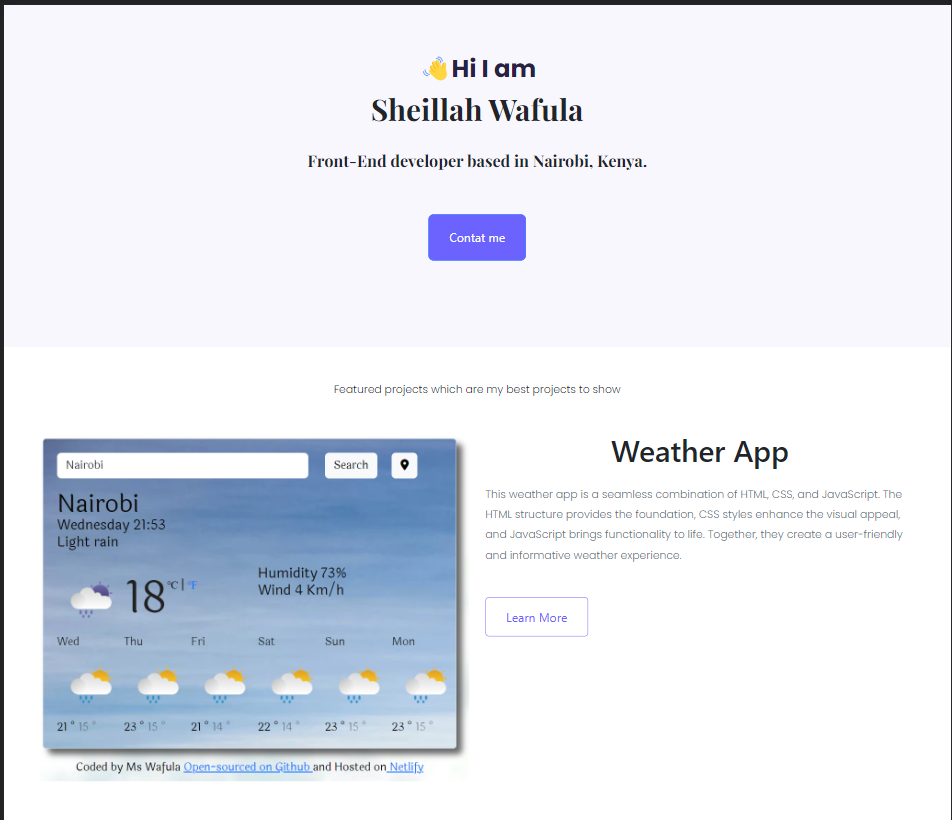 👋 Hi I am
Sheillah Wafula
Front-End developer based in Nairobi, Kenya.
Contat me
Featured projects which are my best projects to show
Nairobi
Search
Nairobi
Wednesday 21:53
Light rain
18 °C | °F
Humidity 73%
Wind 4 Km/h
Wed Thu Fri Sat Sun Mon
21 ° 15 ° 23 ° 15 ° 21 ° 14 ° 22 ° 14 ° 23 ° 15 ° 23 ° 15 °
Coded by Ms Wafula Open-sourced on Github and Hosted on Netlify
Weather App
This weather app is a seamless combination of HTML, CSS, and JavaScript. The
HTML structure provides the foundation, CSS styles enhance the visual appeal,
and JavaScript brings functionality to life. Together, they create a user-friendly
and informative weather experience.
Learn More